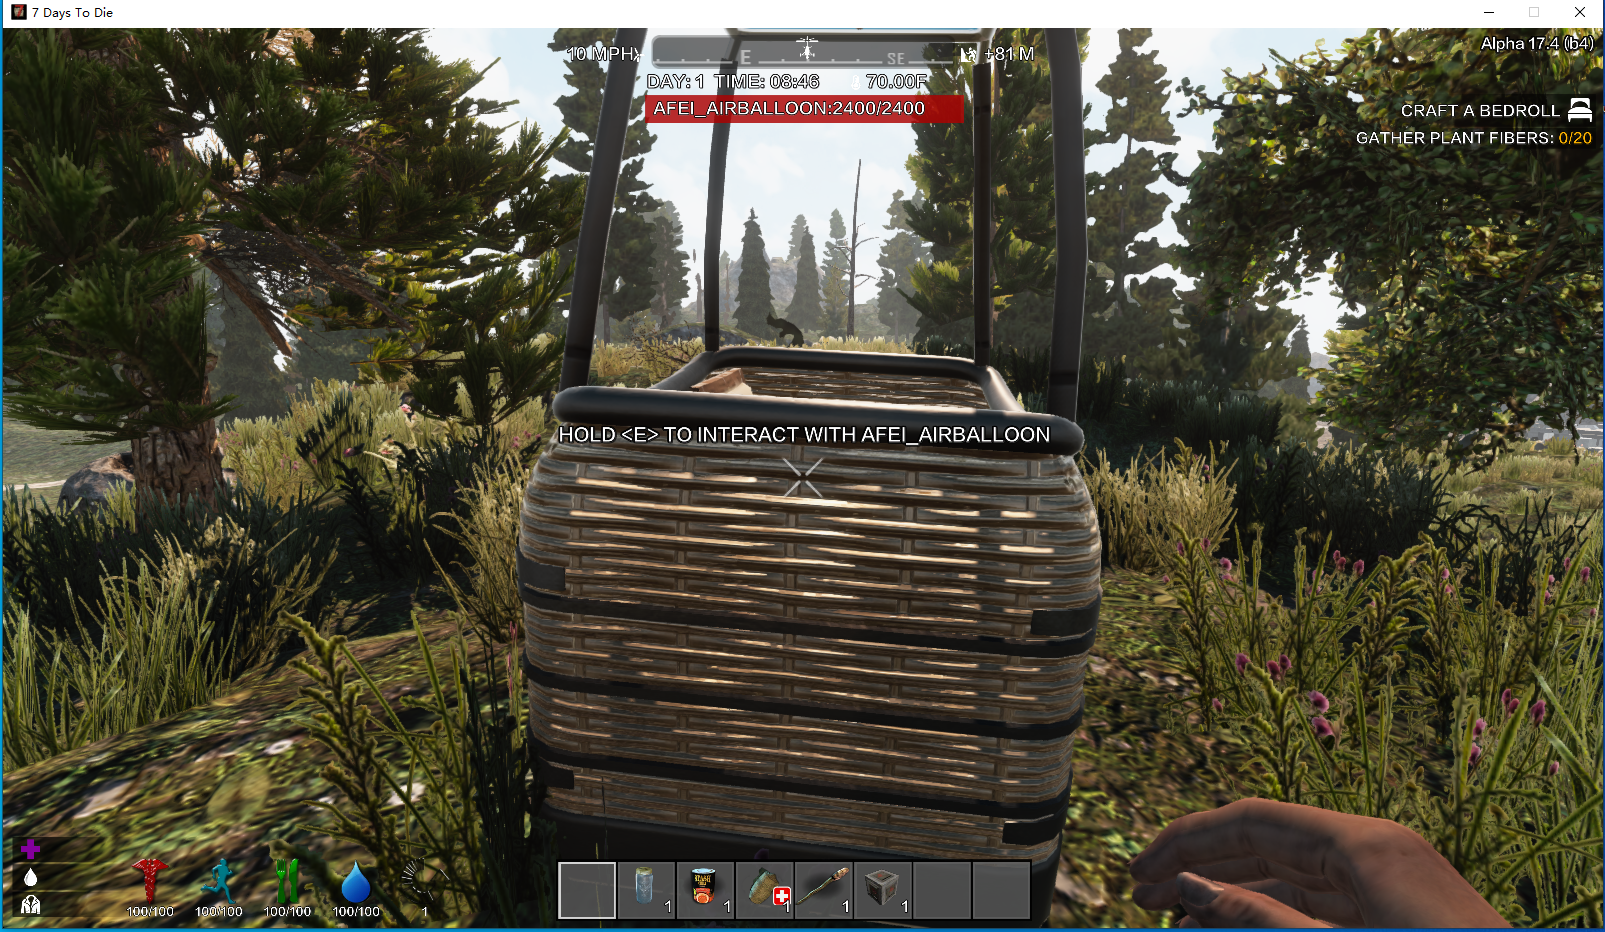 7 Days To Die
10 MPH
E
SE
+81 M
Alpha 17.4 (b4)
DAY: 1 TIME: 08:46 70.00F
AFEI_AIRBALLOON:2400/2400
CRAFT A BEDROLL
GATHER PLANT FIBERS: 0/20
HOLD <E> TO INTERACT WITH AFEI_AIRBALLOON
100/100
100/100
100/100
100/100
1
1
1
1
1
1